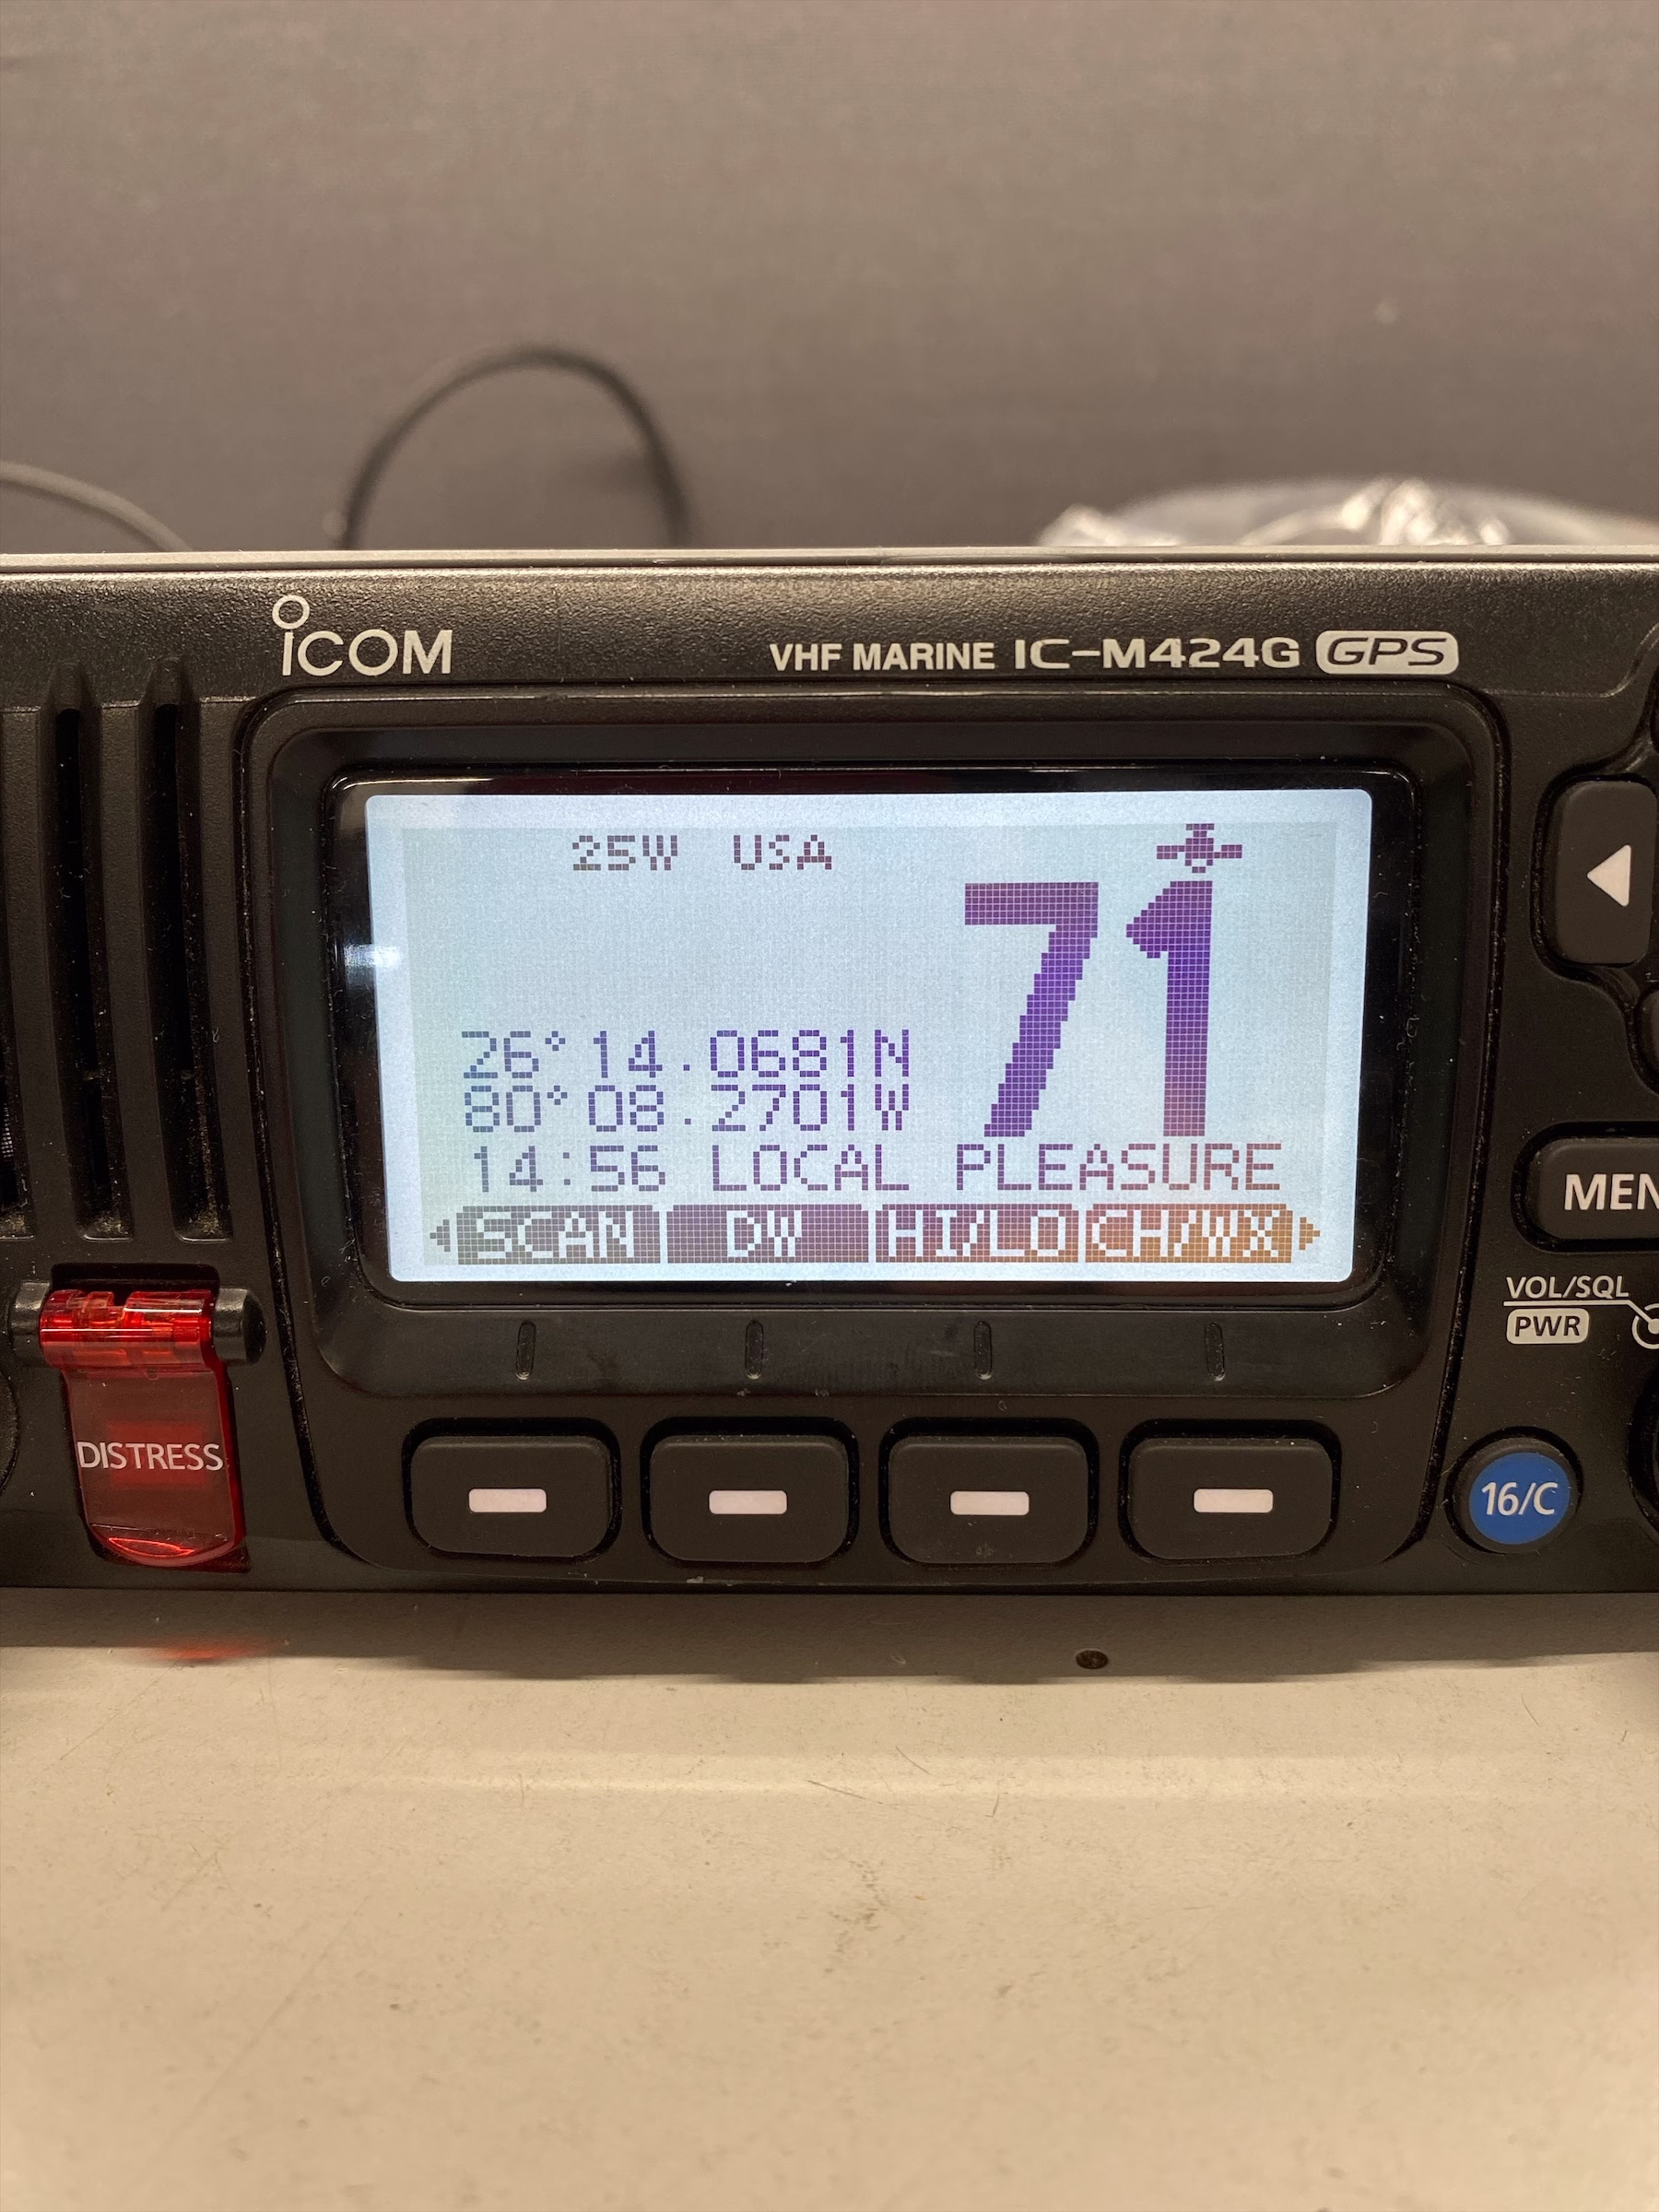 iCOM
VHF MARINE IC-M424G GPS
25W USA
71
26°14.0681N
80°08.2701W
14:56 LOCAL PLEASURE
SCAN DW HI/LO CH/WX
VOL/SQL
PWR
DISTRESS
16/C